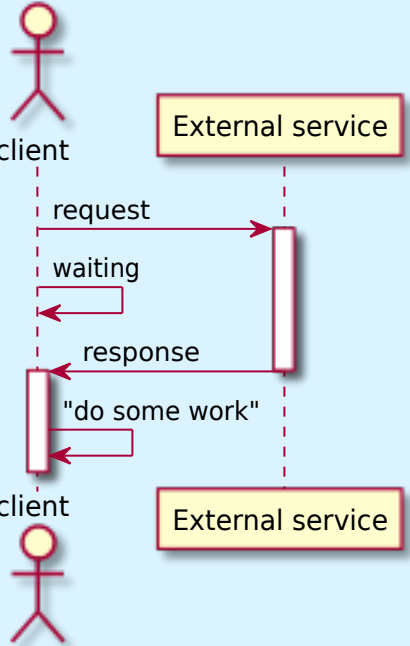 client
External service
request
waiting
response
"do some work"
client
External service